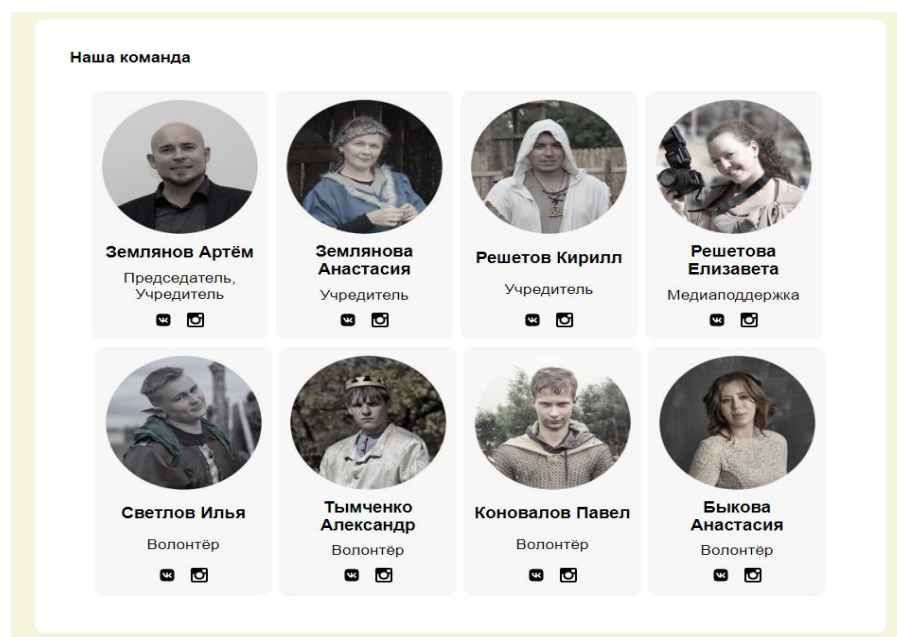 Наша команда
Землянов Артём
Председатель,
Учредитель
Землянова
Анастасия
Учредитель
Решетов Кирилл
Учредитель
Решетова
Елизавета
Медиаподдержка
Светлов Илья
Волонтёр
Тымченко
Александр
Волонтёр
Коновалов Павел
Волонтёр
Быкова
Анастасия
Волонтёр